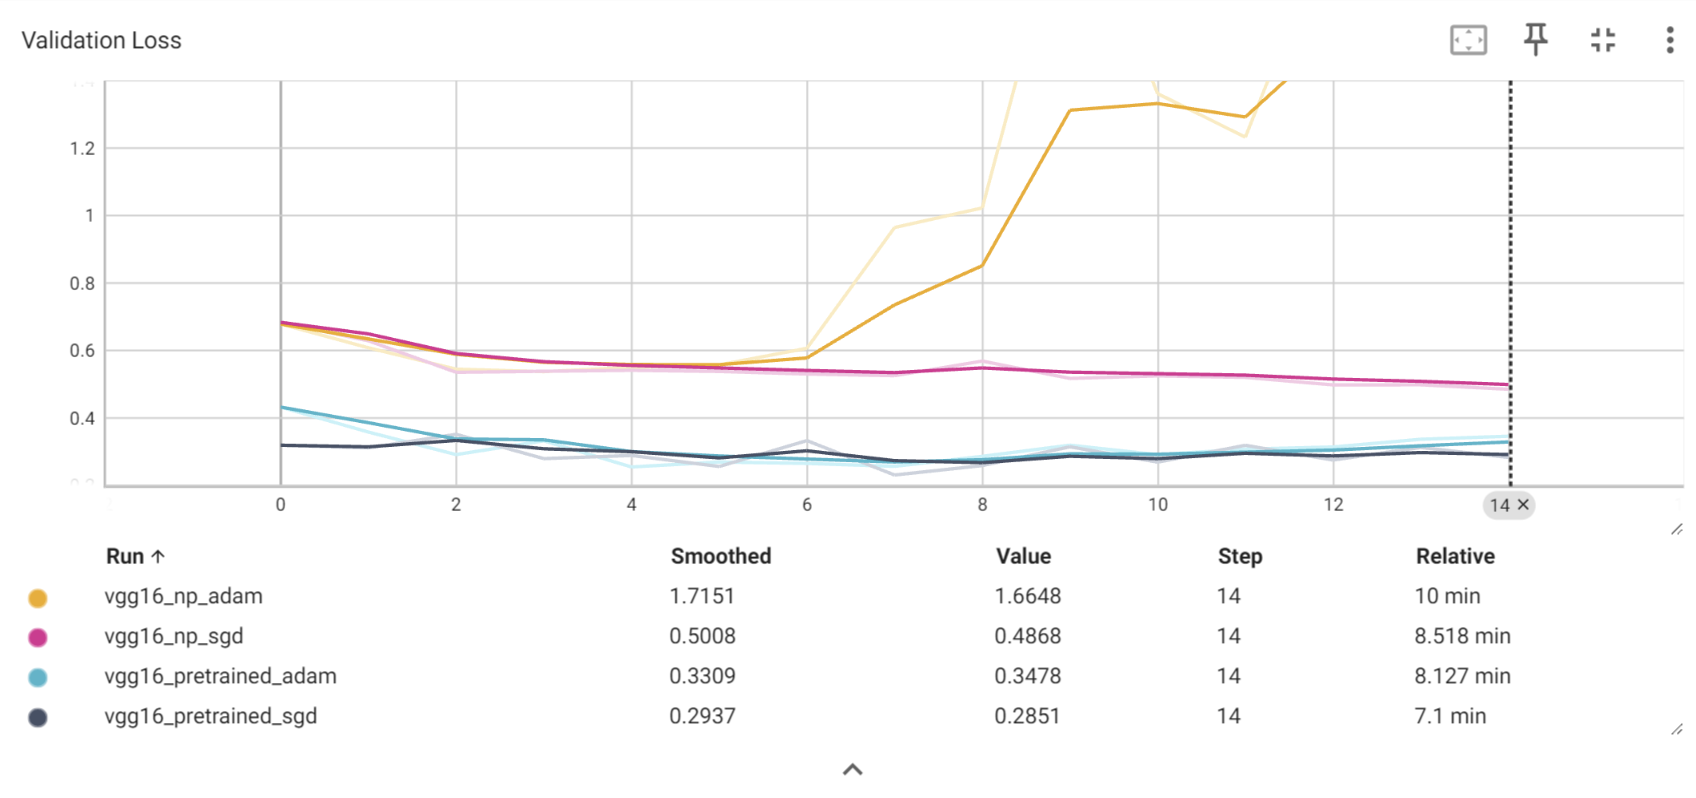 Validation Loss
1.2
1
0.8
0.6
0.4
0 2 4 6 8 10 12 14 ×
Run ↑ Smoothed Value Step Relative
vgg16_np_adam 1.7151 1.6648 14 10 min
vgg16_np_sgd 0.5008 0.4868 14 8.518 min
vgg16_pretrained_adam 0.3309 0.3478 14 8.127 min
vgg16_pretrained_sgd 0.2937 0.2851 14 7.1 min